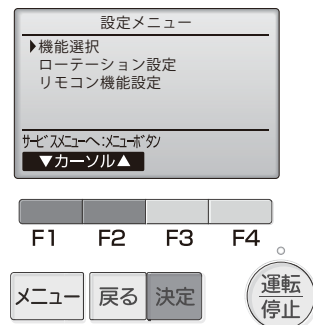 設定メニュー
▶機能選択
ローテーション設定
リモコン機能設定
サービスメニューへ:メニューボタン
▼カーソル▲
F1 F2 F3 F4
メニュー 戻る 決定 運転
停止